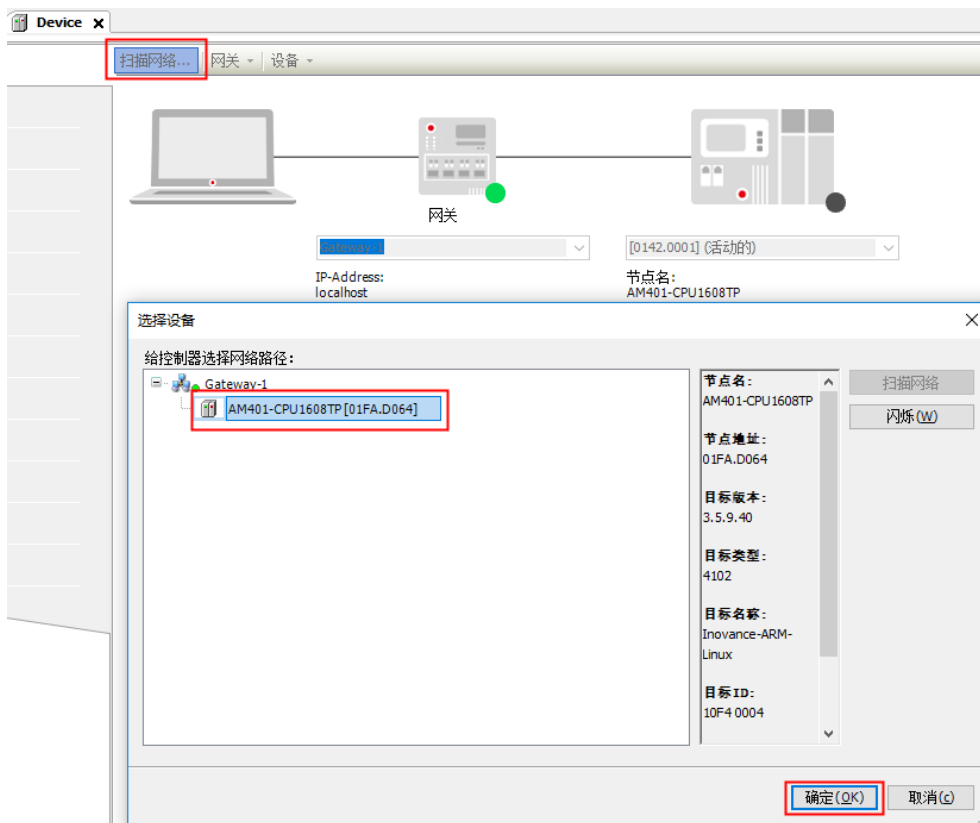 Device
扫描网络... 网关 设备
网关
Gateway-1
[0142.0001] (活动的)
IP-Address:
localhost
节点名:
AM401-CPU1608TP
选择设备
给控制器选择网络路径:
Gateway-1
AM401-CPU1608TP [01FA.D064]
节点名:
AM401-CPU1608TP
节点地址:
01FA.D064
目标版本:
3.5.9.40
目标类型:
4102
目标名称:
Inovance-ARM-
Linux
目标ID:
10F4 0004
扫描网络
闪烁(W)
确定(OK) 取消(c)